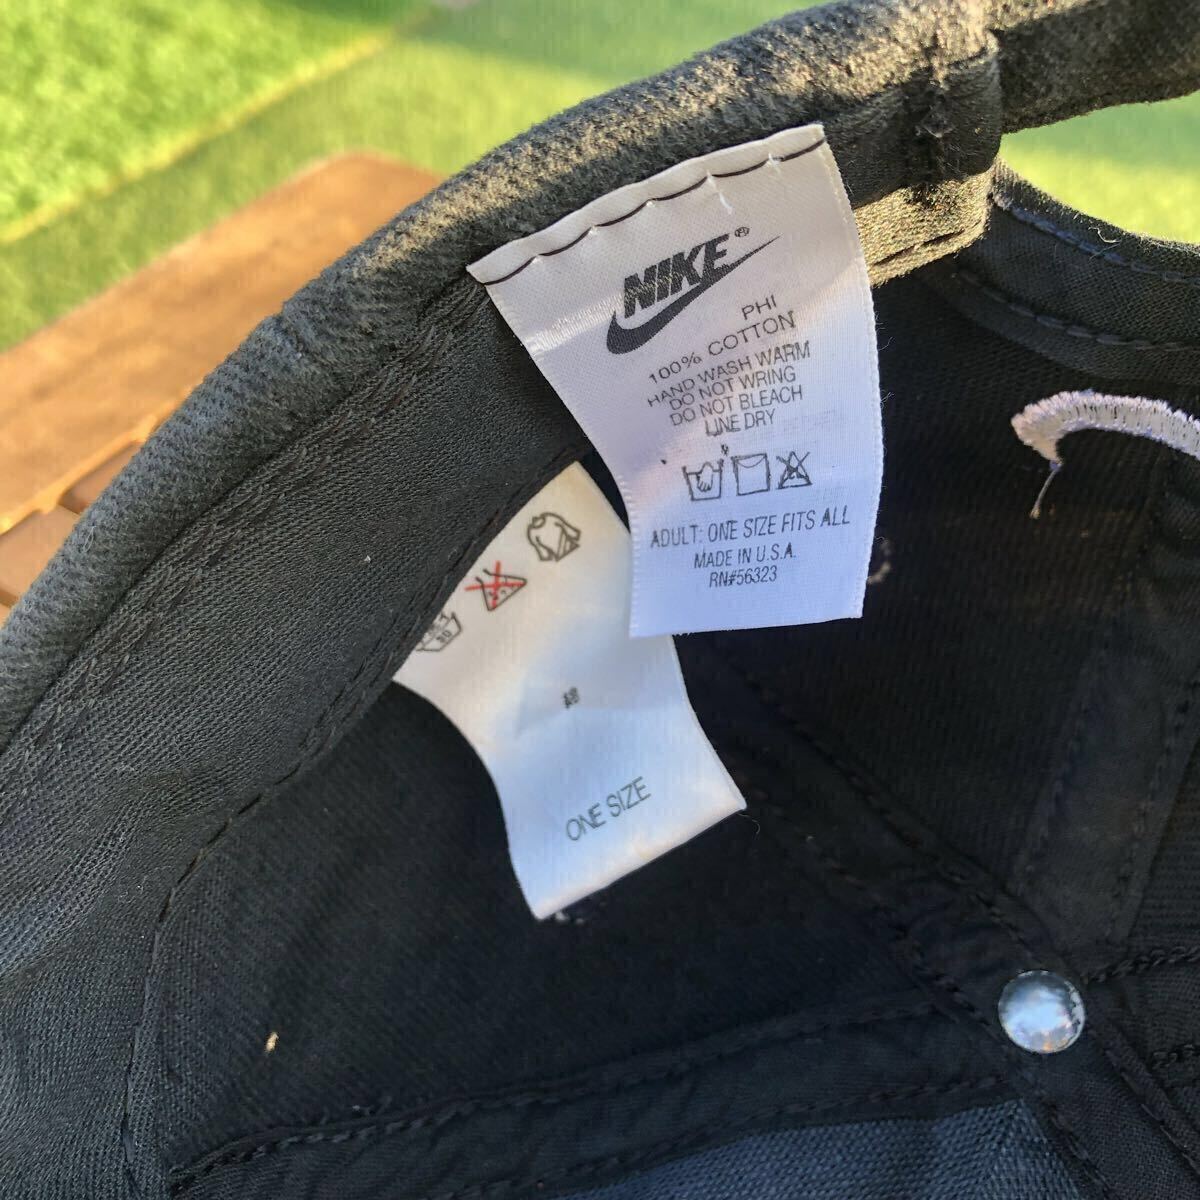 NIKE®
PHI
100% COTTON
HAND WASH WARM
DO NOT WRING
DO NOT BLEACH
LINE DRY
ADULT: ONE SIZE FITS ALL
MADE IN U.S.A.
RN#56323
ONE SIZE